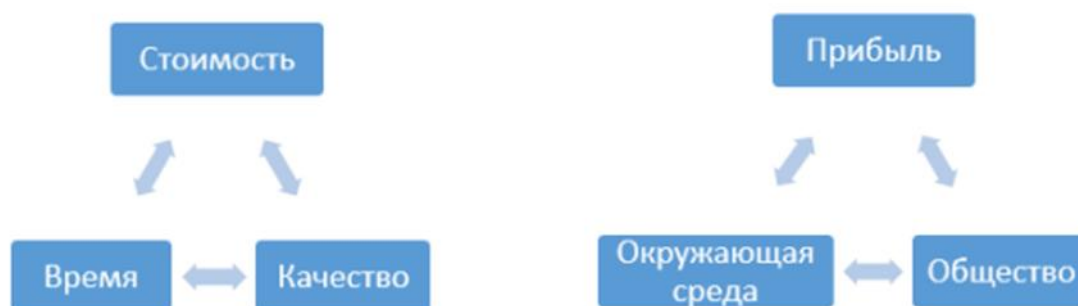 Стоимость
Время
Качество
Прибыль
Окружающая
среда
Общество